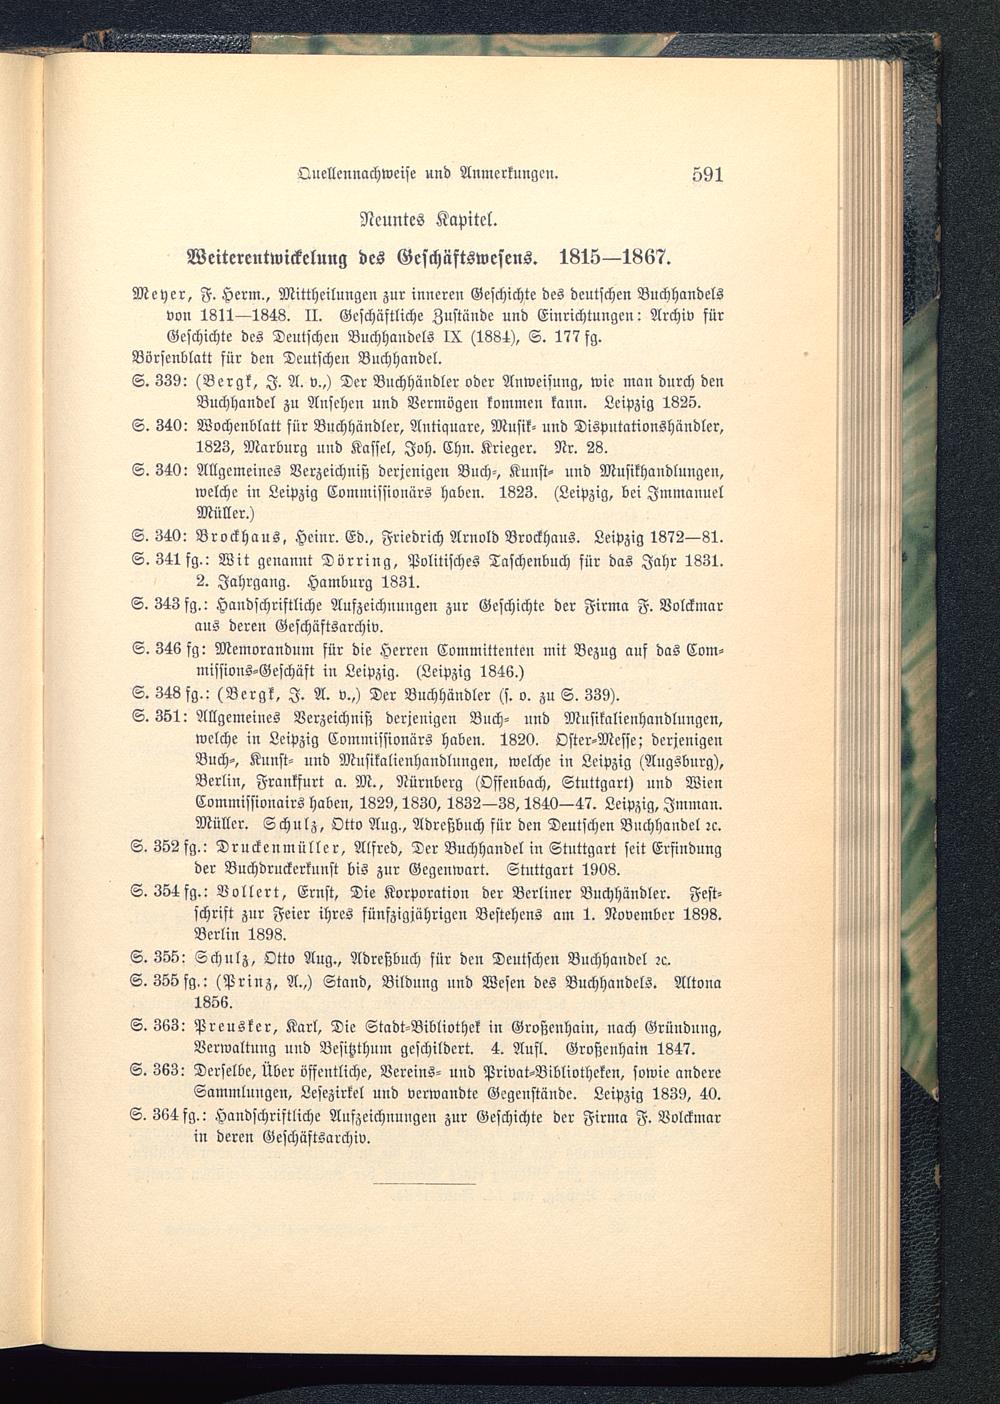 Quellennachweise und Anmerkungen. 591
Neuntes Kapitel.
Weiterentwickelung des Geschäftswesens. 1815—1867.
Meyer, F. Herm., Mittheilungen zur inneren Geschichte des deutschen Buchhandels
von 1811—1848. II. Geschäftliche Zustände und Einrichtungen: Archiv für
Geschichte des Deutschen Buchhandels IX (1884), S. 177 fg.
Börsenblatt für den Deutschen Buchhandel.
S. 339: (Bergk, J. A. v.,) Der Buchhändler oder Anweisung, wie man durch den
Buchhandel zu Ansehen und Vermögen kommen kann. Leipzig 1825.
S. 340: Wochenblatt für Buchhändler, Antiquare, Musik- und Disputationshändler,
1823, Marburg und Kassel, Joh. Chn. Krieger. Nr. 28.
S. 340: Allgemeines Verzeichniß derjenigen Buch-, Kunst- und Musikhandlungen,
welche in Leipzig Commissionärs haben. 1823. (Leipzig, bei Immanuel
Müller.)
S. 340: Brockhaus, Heinr. Ed., Friedrich Arnold Brockhaus. Leipzig 1872—81.
S. 341 fg.: Wit genannt Dörring, Politisches Taschenbuch für das Jahr 1831.
2. Jahrgang. Hamburg 1831.
S. 343 fg.: Handschriftliche Aufzeichnungen zur Geschichte der Firma F. Volckmar
aus deren Geschäftsarchiv.
S. 346 fg: Memorandum für die Herren Committenten mit Bezug auf das Com-
missions-Geschäft in Leipzig. (Leipzig 1846.)
S. 348 fg.: (Bergk, J. A. v.,) Der Buchhändler (s. o. zu S. 339).
S. 351: Allgemeines Verzeichniß derjenigen Buch- und Musikalienhandlungen,
welche in Leipzig Commissionärs haben. 1820. Oster-Messe; derjenigen
Buch-, Kunst- und Musikalienhandlungen, welche in Leipzig (Augsburg),
Berlin, Frankfurt a. M., Nürnberg (Offenbach, Stuttgart) und Wien
Commissionairs haben, 1829, 1830, 1832—38, 1840—47. Leipzig, Imman.
Müller. Schulz, Otto Aug., Adreßbuch für den Deutschen Buchhandel ꝛc.
S. 352 fg.: Druckenmüller, Alfred, Der Buchhandel in Stuttgart seit Erfindung
der Buchdruckerkunst bis zur Gegenwart. Stuttgart 1908.
S. 354 fg.: Vollert, Ernst, Die Korporation der Berliner Buchhändler. Fest-
schrift zur Feier ihres fünfzigjährigen Bestehens am 1. November 1898.
Berlin 1898.
S. 355: Schulz, Otto Aug., Adreßbuch für den Deutschen Buchhandel ꝛc.
S. 355 fg.: (Prinz, A.,) Stand, Bildung und Wesen des Buchhandels. Altona
1856.
S. 363: Preusker, Karl, Die Stadt-Bibliothek in Großenhain, nach Gründung,
Verwaltung und Besitzthum geschildert. 4. Aufl. Großenhain 1847.
S. 363: Derselbe, Über öffentliche, Vereins- und Privat-Bibliotheken, sowie andere
Sammlungen, Lesezirkel und verwandte Gegenstände. Leipzig 1839, 40.
S. 364 fg.: Handschriftliche Aufzeichnungen zur Geschichte der Firma F. Volckmar
in deren Geschäftsarchiv.